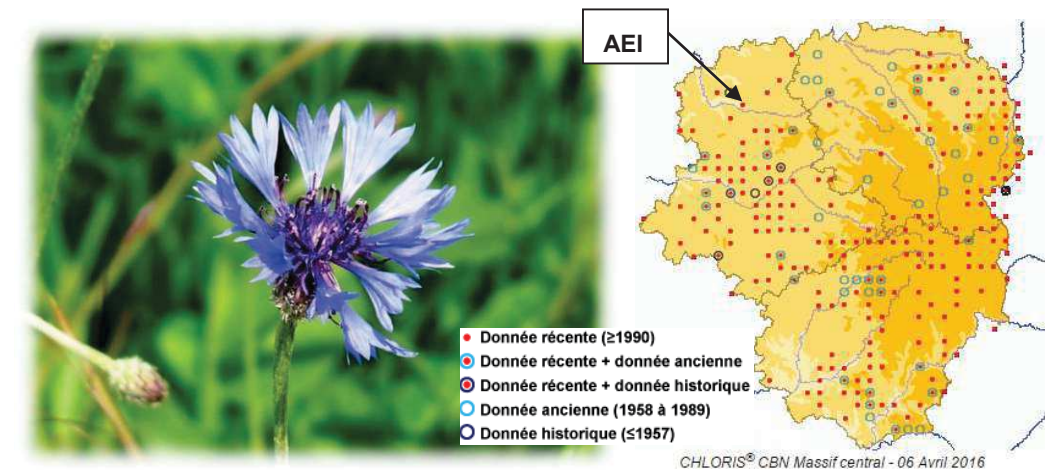 AEI
Donnée récente (≥1990)
Donnée récente + donnée ancienne
Donnée récente + donnée historique
Donnée ancienne (1958 à 1989)
Donnée historique (≤1957)
CHLORIS® CBN Massif central - 06 Avril 2016